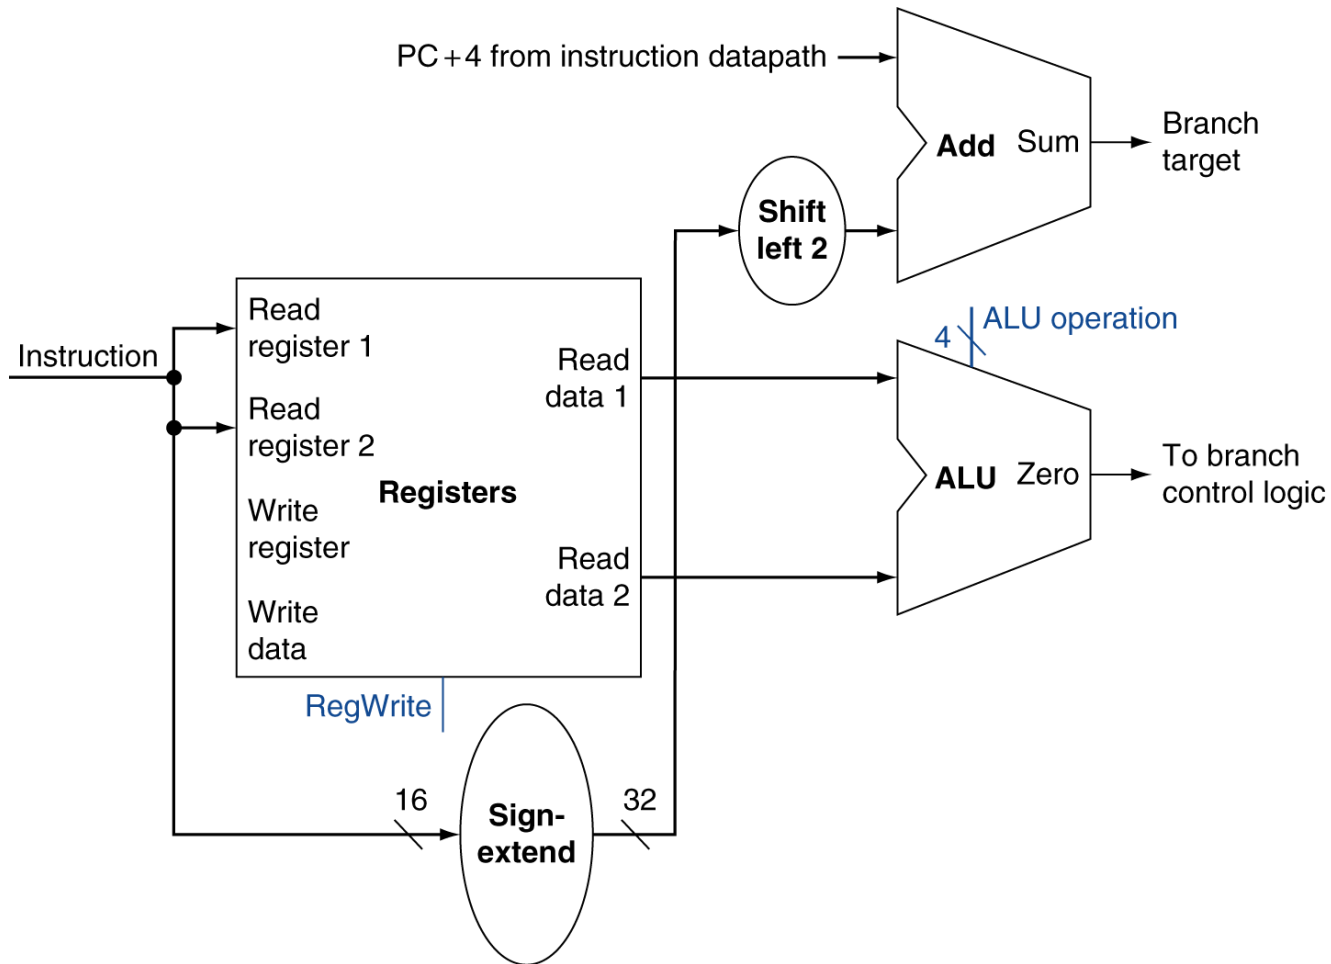 PC+4 from instruction datapath
Add
Sum
Branch
target
Shift
left 2
ALU operation
4
Instruction
Read
register 1
Read
register 2
Registers
Write
register
Write
data
Read
data 1
Read
data 2
ALU
Zero
To branch
control logic
RegWrite
16
Sign-
extend
32